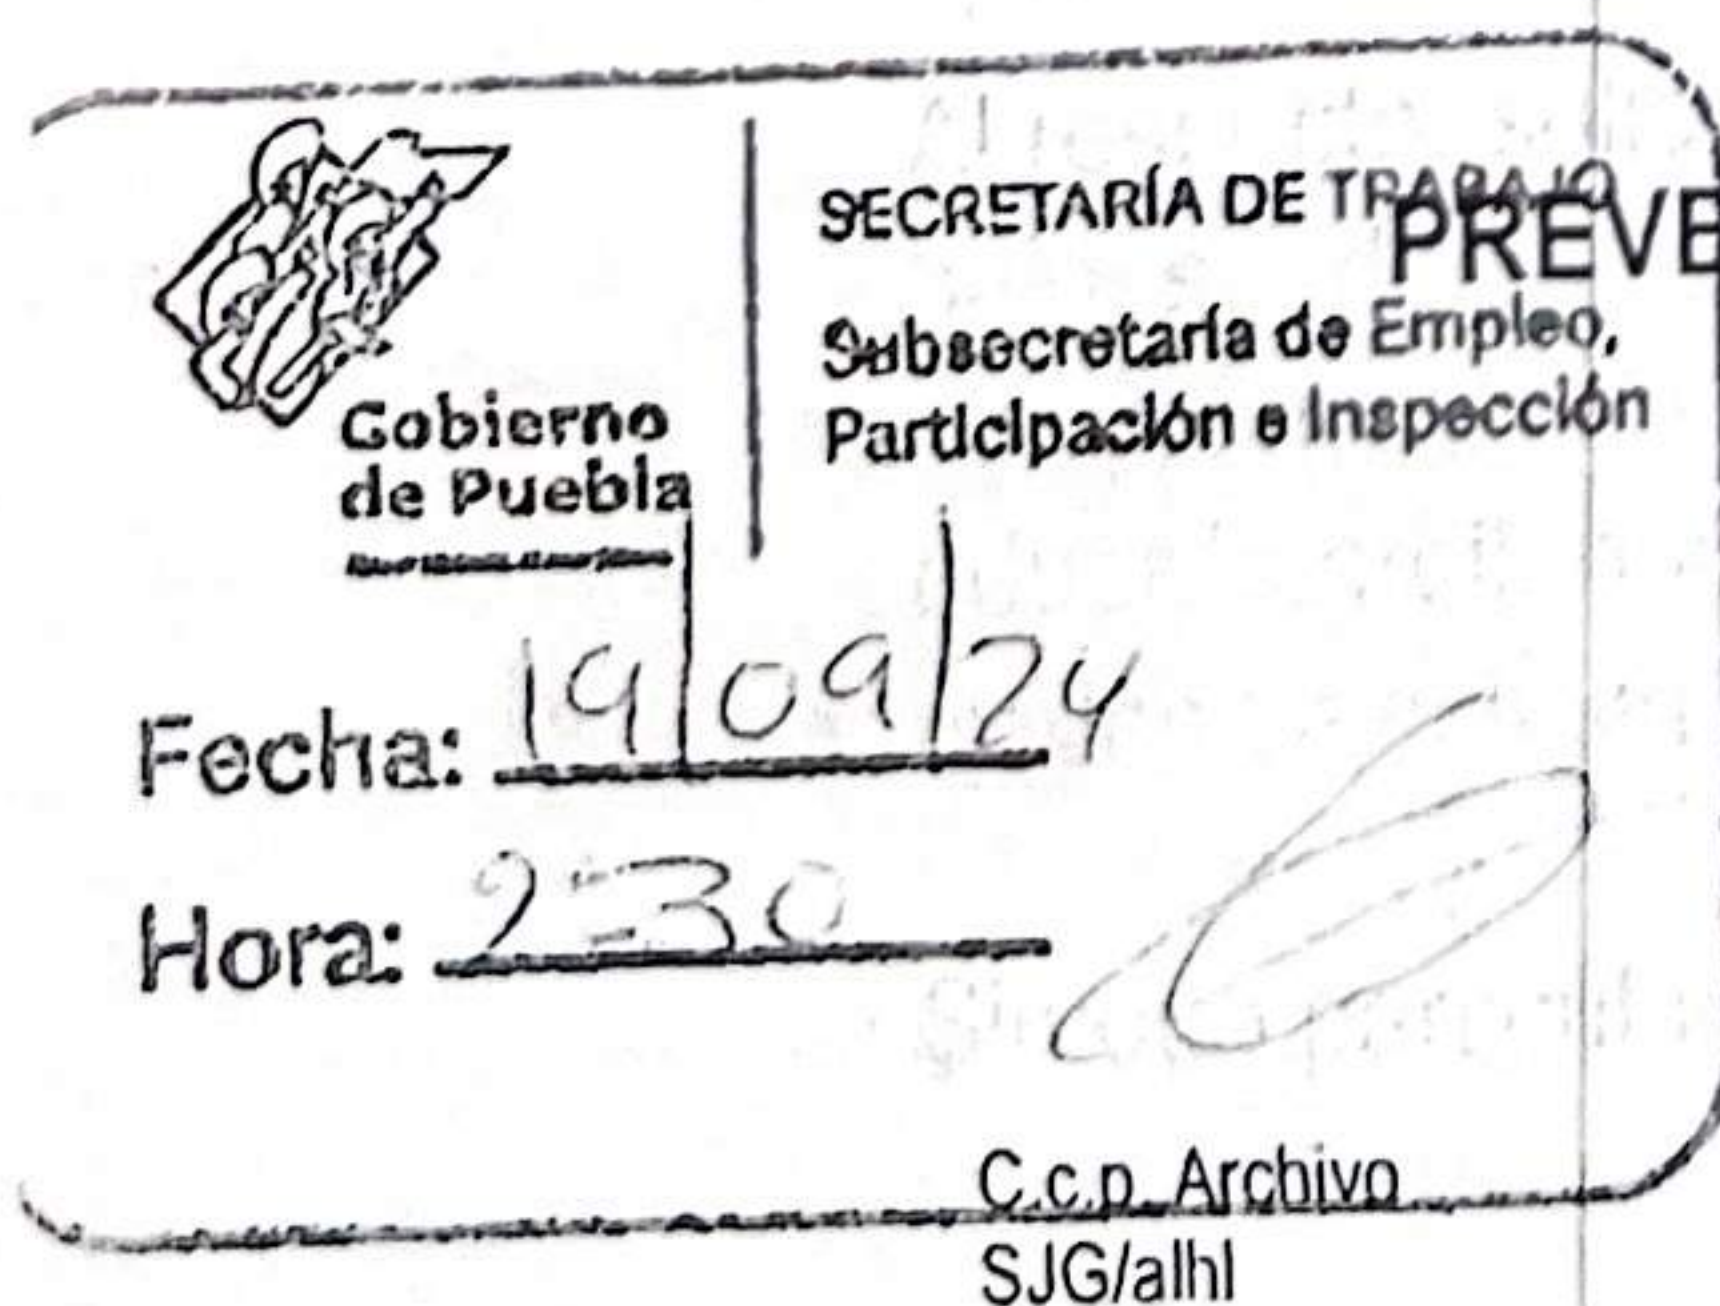 SECRETARÍA DE TRABAJO
PREVE
Subsecretaría de Empleo,
Participación e Inspección
Gobierno
de Puebla
Fecha: 19/09/24
Hora: 2:30
C.c.p. Archivo
SJG/alhl